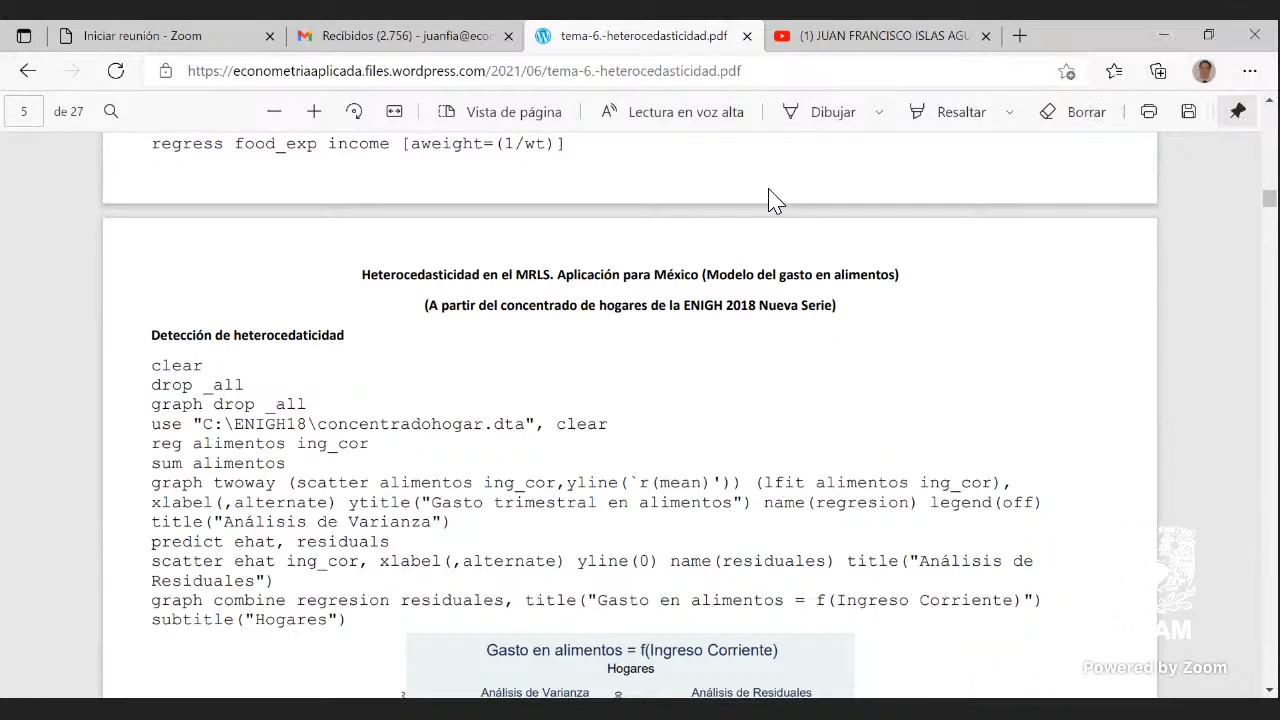 Iniciar reunión - Zoom
Recibidos (2.756) - juanfia@econ
tema-6.-heterocedasticidad.pdf
(1) JUAN FRANCISCO ISLAS AGU
https://econometriaaplicada.files.wordpress.com/2021/06/tema-6.-heterocedasticidad.pdf
5 de 27
Vista de página
Lectura en voz alta
Dibujar
Resaltar
Borrar
regress food_exp income [aweight=(1/wt)]
Heterocedasticidad en el MRLS. Aplicación para México (Modelo del gasto en alimentos)
(A partir del concentrado de hogares de la ENIGH 2018 Nueva Serie)
Detección de heterocedaticidad
clear
drop _all
graph drop _all
use "C:\ENIGH18\concentradohogar.dta", clear
reg alimentos ing_cor
sum alimentos
graph twoway (scatter alimentos ing_cor,yline(`r(mean)')) (lfit alimentos ing_cor),
xlabel(,alternate) ytitle("Gasto trimestral en alimentos") name(regresion) legend(off)
title("Análisis de Varianza")
predict ehat, residuals
scatter ehat ing_cor, xlabel(,alternate) yline(0) name(residuales) title("Análisis de
Residuales")
graph combine regresion residuales, title("Gasto en alimentos = f(Ingreso Corriente)")
subtitle("Hogares")
Gasto en alimentos = f(Ingreso Corriente)
Hogares
Análisis de Varianza
Análisis de Residuales
Powered by Zoom